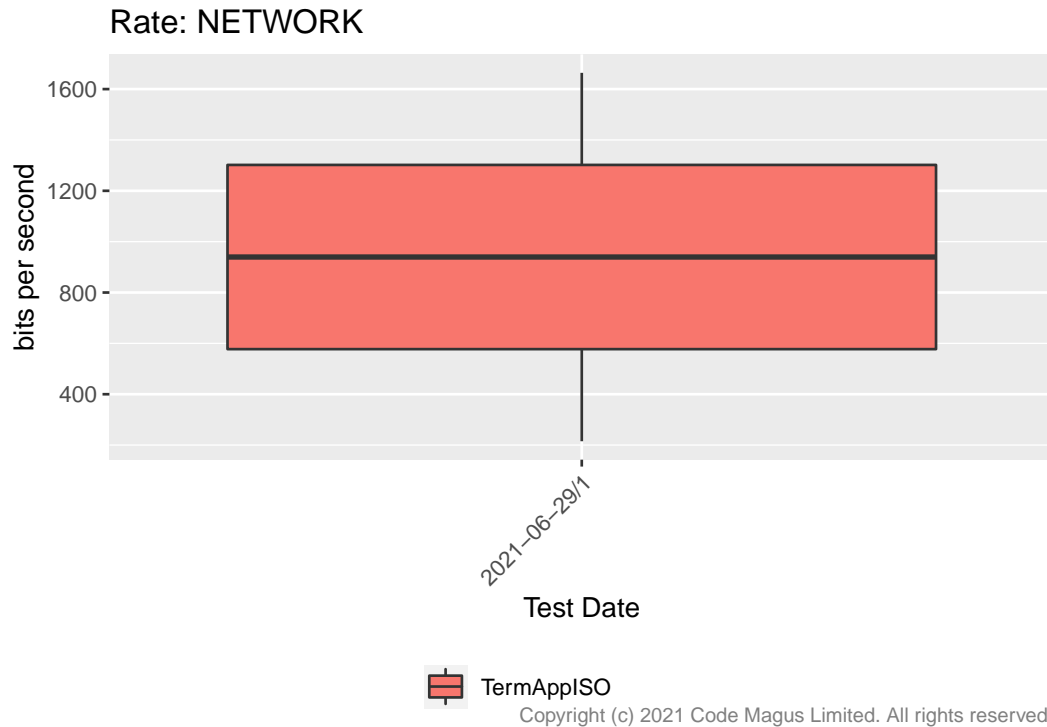 Rate: NETWORK
1600
1200
800
400
bits per second
2021−06−29/1
Test Date
TermAppISO
Copyright (c) 2021 Code Magus Limited. All rights reserved